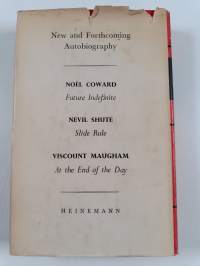 New and Forthcoming
Autobiography
NOËL COWARD
Future Indefinite
NEVIL SHUTE
Slide Rule
VISCOUNT MAUGHAM
At the End of the Day
HEINEMANN